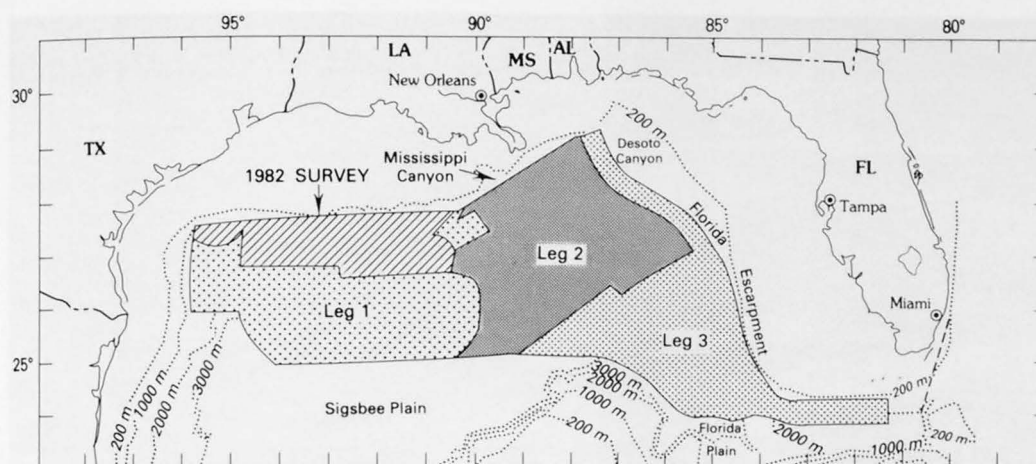 95°
90°
85°
80°
LA
MS
AL
New Orleans
30°
200 m.
Desoto
Canyon
TX
Mississippi
Canyon
FL
1982 SURVEY
Tampa
Florida
Leg 2
Escarpment
Miami
Leg 1
Leg 3
25°
3000 m.
2000 m.
1000 m.
200 m.
200 m.
1000 m.
2000 m.
3000 m.
Sigsbee Plain
200 m.
Florida
Plain
2000 m.
1000 m.
200 m.